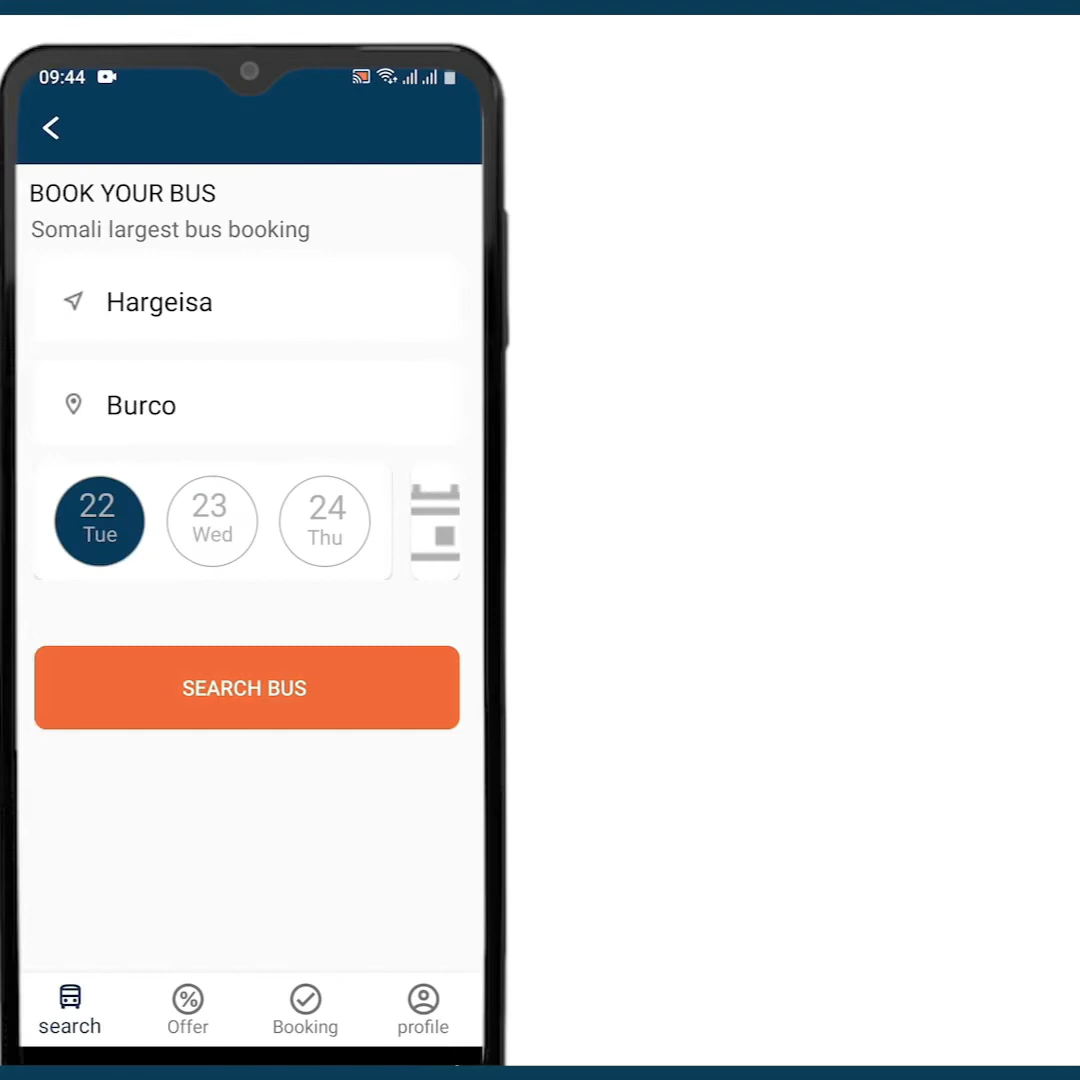 09:44
BOOK YOUR BUS
Somali largest bus booking
Hargeisa
Burco
22 23 24
Tue Wed Thu
SEARCH BUS
search Offer Booking profile